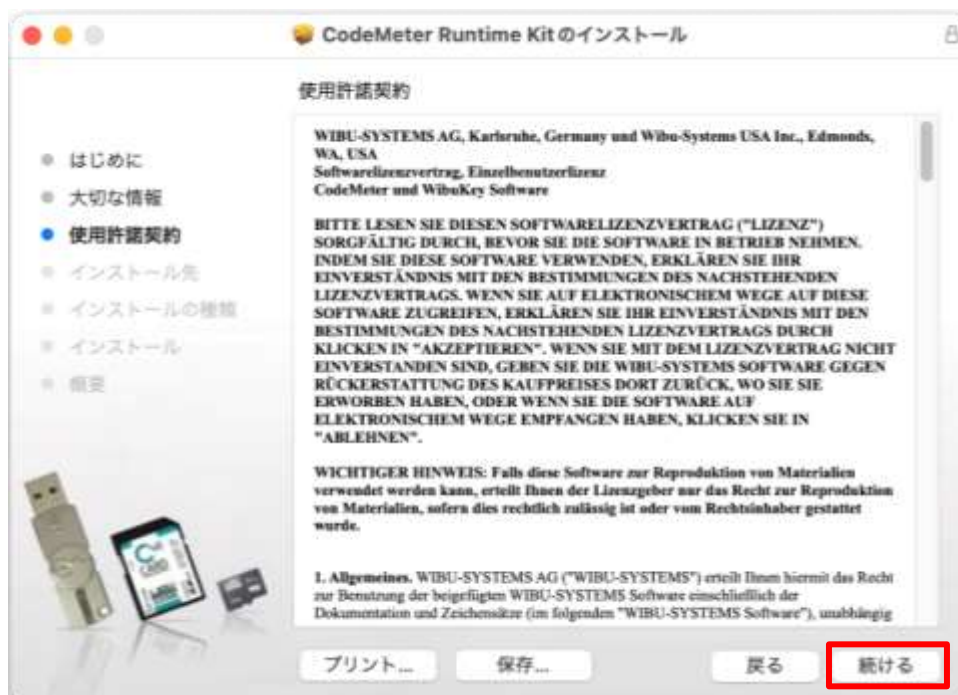 CodeMeter Runtime Kitのインストール
使用許諾契約
はじめに
大切な情報
使用許諾契約
インストール先
インストールの種類
インストール
概要
WIBU-SYSTEMS AG, Karlsruhe, Germany und Wibu-Systems USA Inc., Edmonds,
WA, USA
Softwarelizenzvertrag, Einzelbenutzerlizenz
CodeMeter und WibuKey Software
BITTE LESEN SIE DIESEN SOFTWARELIZENZVERTRAG ("LIZENZ")
SORGFÄLTIG DURCH, BEVOR SIE DIE SOFTWARE IN BETRIEB NEHMEN.
INDEM SIE DIESE SOFTWARE VERWENDEN, ERKLÄREN SIE IHR
EINVERSTÄNDNIS MIT DEN BESTIMMUNGEN DES NACHSTEHENDEN
LIZENZVERTRAGS. WENN SIE AUF ELEKTRONISCHEM WEGE AUF DIESE
SOFTWARE ZUGREIFEN, ERKLÄREN SIE IHR EINVERSTÄNDNIS MIT DEN
BESTIMMUNGEN DES NACHSTEHENDEN LIZENZVERTRAGS DURCH
KLICKEN IN "AKZEPTIEREN". WENN SIE MIT DEM LIZENZVERTRAG NICHT
EINVERSTANDEN SIND, GEBEN SIE DIE WIBU-SYSTEMS SOFTWARE GEGEN
RÜCKERSTATTUNG DES KAUFPREISES DORT ZURÜCK, WO SIE SIE
ERWORBEN HABEN, ODER WENN SIE DIE SOFTWARE AUF
ELEKTRONISCHEM WEGE EMPFANGEN HABEN, KLICKEN SIE IN
"ABLEHNEN".
WICHTIGER HINWEIS: Falls diese Software zur Reproduktion von Materialien
verwendet werden kann, erteilt Ihnen der Lizenzgeber nur das Recht zur Reproduktion
von Materialien, sofern dies rechtlich zulässig ist oder vom Rechtsinhaber gestattet
wurde.
1. Allgemeines. WIBU-SYSTEMS AG ("WIBU-SYSTEMS") erteilt Ihnen hiermit das Recht
zur Benutzung der beigefügten WIBU-SYSTEMS Software einschließlich der
Dokumentation und Zeichensätze (im folgenden "WIBU-SYSTEMS Software"), unabhängig
プリント...
保存...
戻る
続ける